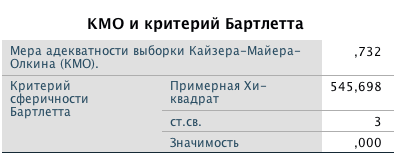 КМО и критерий Бартлетта
Мера адекватности выборки Кайзера-Майера-
Олкина (КМО). ,732
Критерий сферичности Бартлетта Примерная Хи-квадрат 545,698
ст.св. 3
Значимость ,000